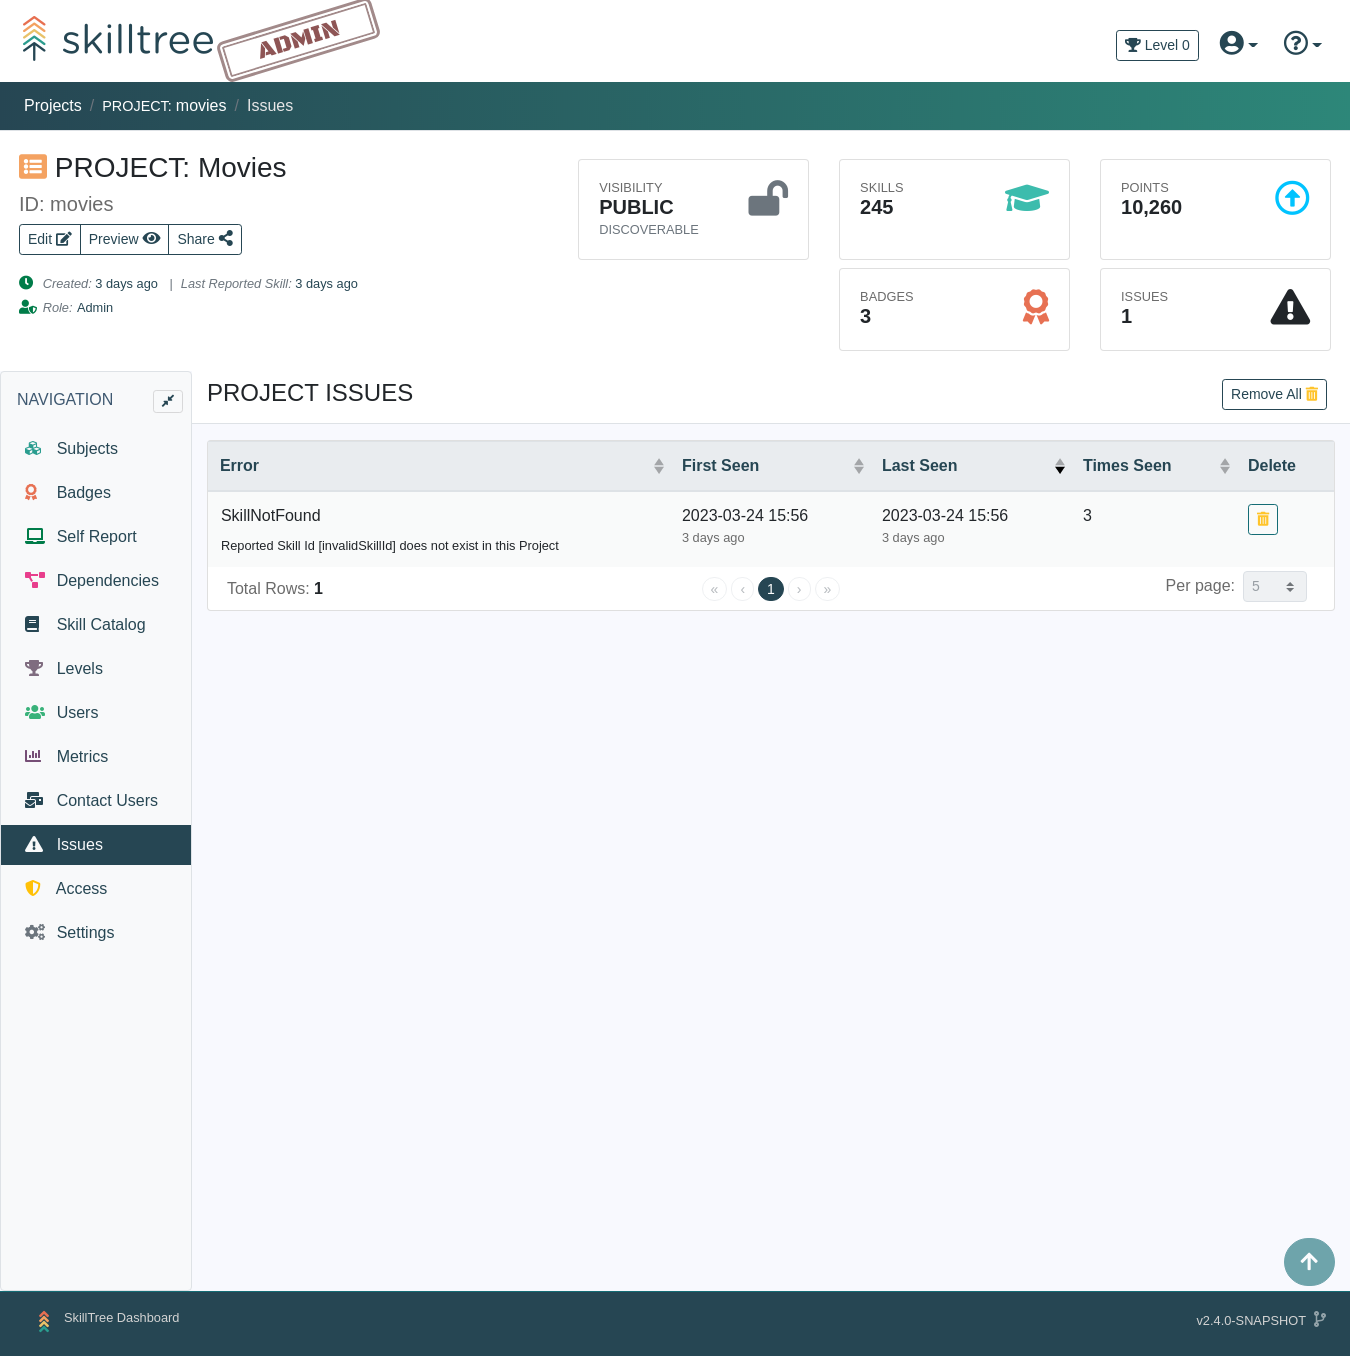 skilltree
ADMIN
Level 0
Projects / PROJECT: movies / Issues
PROJECT: Movies
ID: movies
Edit Preview Share
Created: 3 days ago | Last Reported Skill: 3 days ago
Role: Admin
VISIBILITY
PUBLIC
DISCOVERABLE
SKILLS
245
POINTS
10,260
BADGES
3
ISSUES
1
NAVIGATION
Subjects
Badges
Self Report
Dependencies
Skill Catalog
Levels
Users
Metrics
Contact Users
Issues
Access
Settings
PROJECT ISSUES
Remove All
Error First Seen Last Seen Times Seen Delete
SkillNotFound 2023-03-24 15:56 2023-03-24 15:56 3
3 days ago 3 days ago
Reported Skill Id [invalidSkillId] does not exist in this Project
Total Rows: 1 « ‹ 1 › » Per page: 5
SkillTree Dashboard
v2.4.0-SNAPSHOT